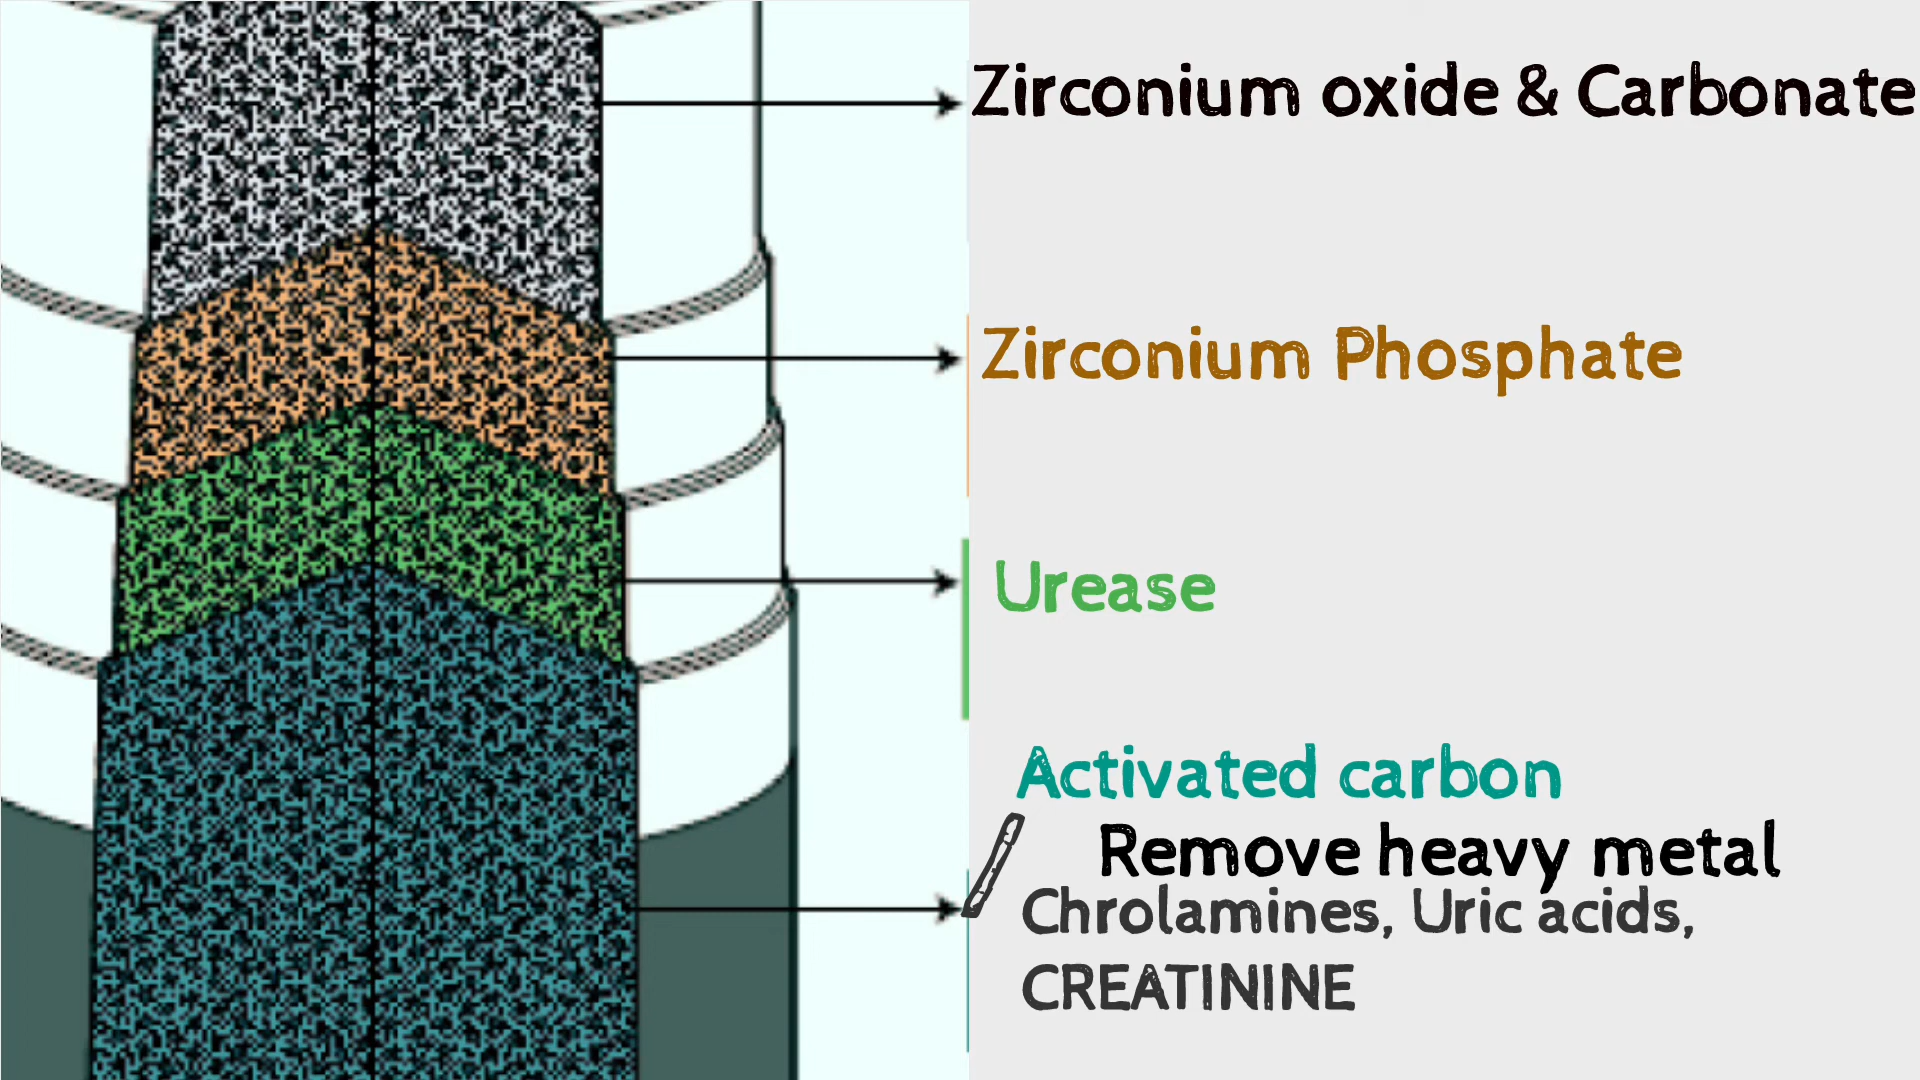 Zirconium oxide & Carbonate
Zirconium Phosphate
Urease
Activated carbon
Remove heavy metal
Chrolamines, Uric acids,
CREATININE